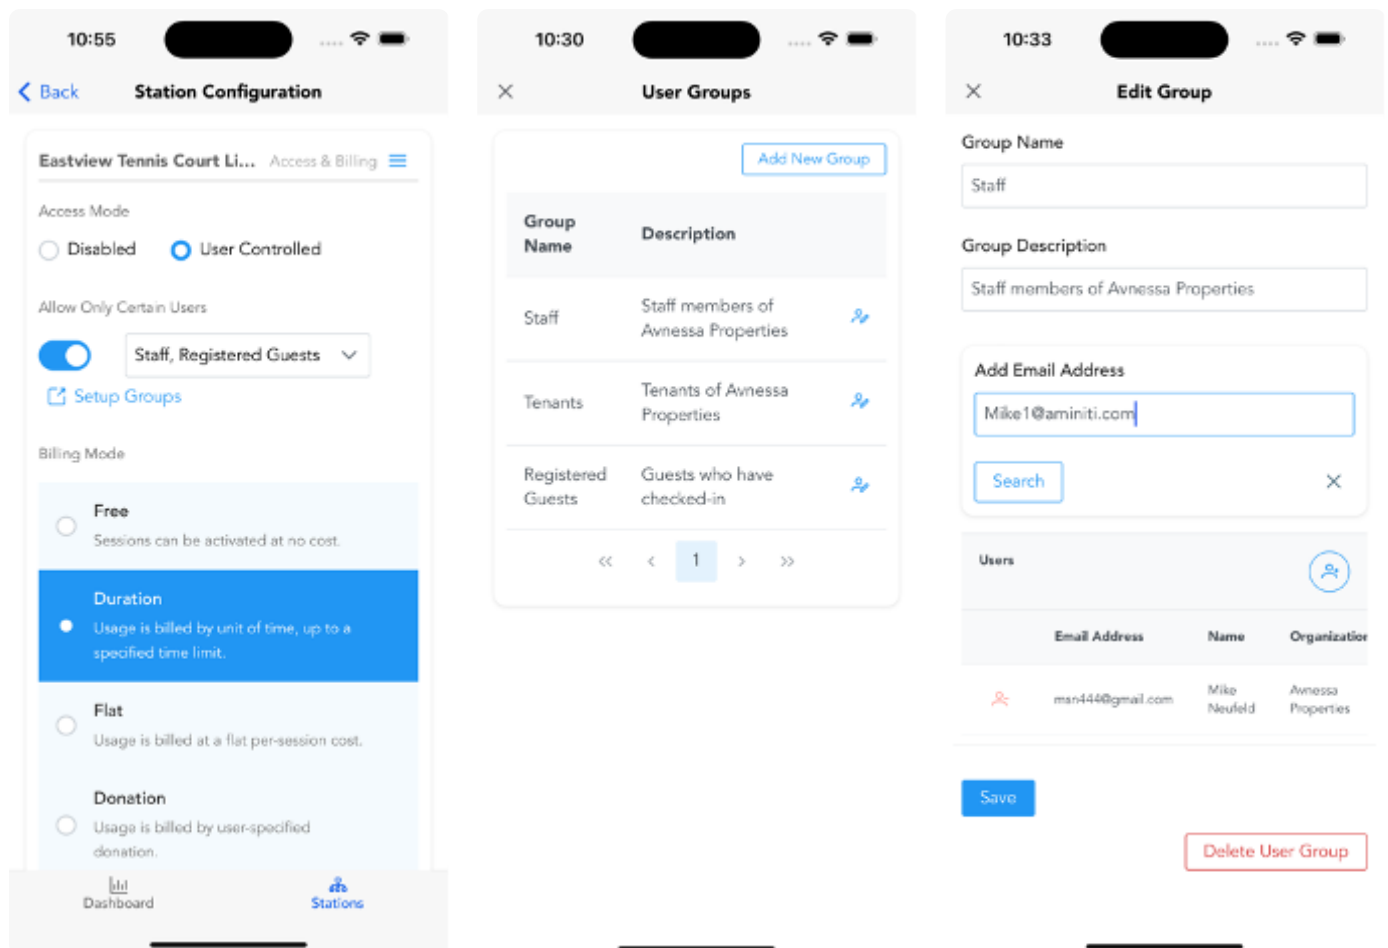 10:55
Back
Station Configuration
Eastview Tennis Court Li... Access & Billing
Access Mode
Disabled
User Controlled
Allow Only Certain Users
Staff, Registered Guests
Setup Groups
Billing Mode
Free
Sessions can be activated at no cost.
Duration
Usage is billed by unit of time, up to a
specified time limit.
Flat
Usage is billed at a flat per-session cost.
Donation
Usage is billed by user-specified
donation.
Dashboard
Stations
10:30
User Groups
Add New Group
Group
Name
Description
Staff
Staff members of
Avnessa Properties
Tenants
Tenants of Avnessa
Properties
Registered
Guests
Guests who have
checked-in
1
10:33
Edit Group
Group Name
Staff
Group Description
Staff members of Avnessa Properties
Add Email Address
Mike1@aminiti.com
Search
Users
Email Address
Name
Organization
msn444@gmail.com
Mike
Neufeld
Avnessa
Properties
Save
Delete User Group